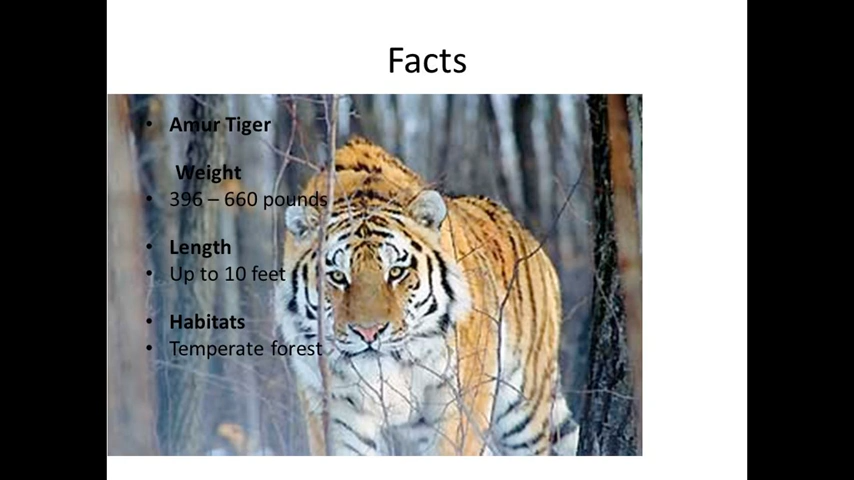 Facts
• Amur Tiger
Weight
• 396 – 660 pounds
• Length
• Up to 10 feet
• Habitats
• Temperate forest